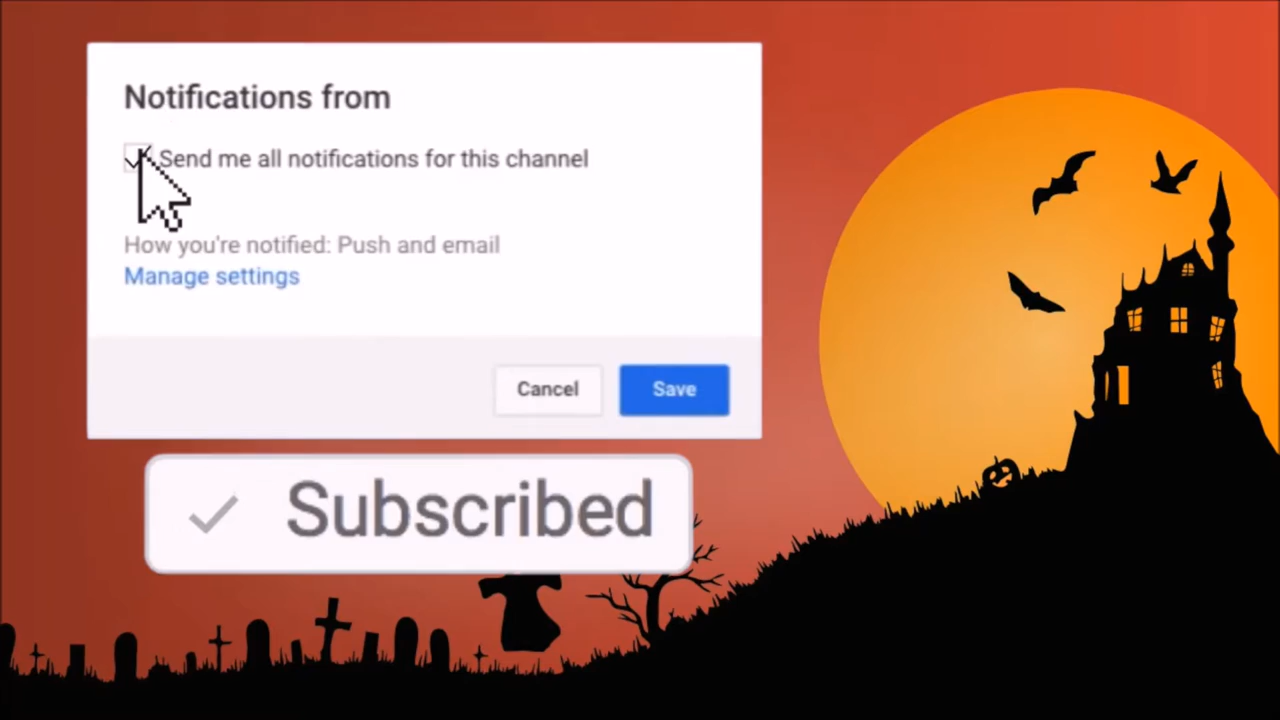 Notifications from
Send me all notifications for this channel
How you're notified: Push and email
Manage settings
Cancel
Save
Subscribed